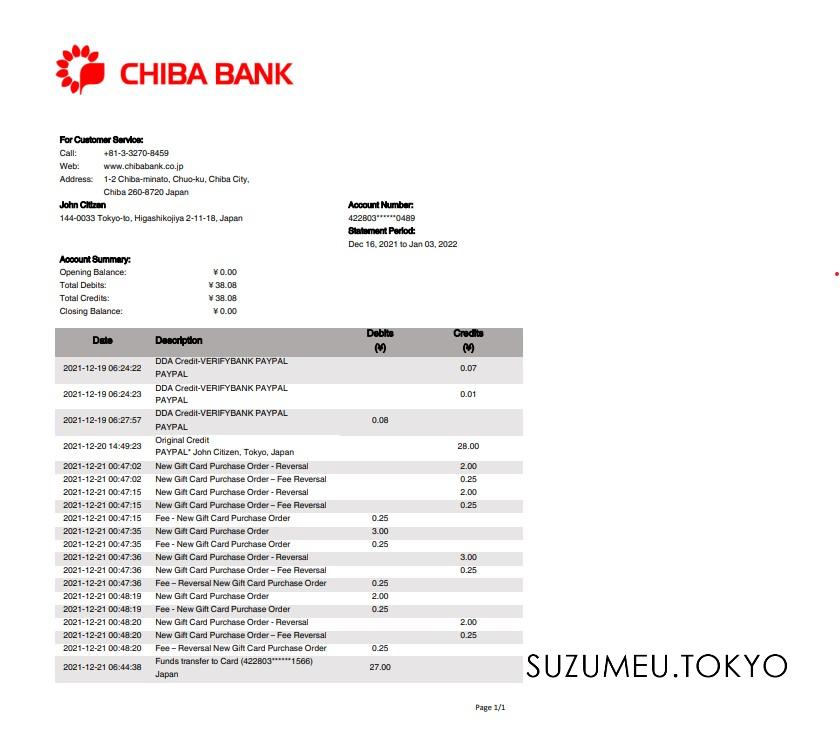 CHIBA BANK
For Customer Service:
Call: +81-3-3270-8459
Web: www.chibabank.co.jp
Address: 1-2 Chiba-minato, Chuo-ku, Chiba City,
Chiba 260-8720 Japan
John Citizen
144-0033 Tokyo-to, Higashikojiya 2-11-18, Japan
Account Number:
422803******0489
Statement Period:
Dec 16, 2021 to Jan 03, 2022
Account Summary:
Opening Balance: ¥ 0.00
Total Debits: ¥ 38.08
Total Credits: ¥ 38.08
Closing Balance: ¥ 0.00
Date Description Debits (¥) Credits (¥)
2021-12-19 06:24:22 DDA Credit-VERIFYBANK PAYPAL 0.07
PAYPAL
2021-12-19 06:24:23 DDA Credit-VERIFYBANK PAYPAL 0.01
PAYPAL
2021-12-19 06:27:57 DDA Credit-VERIFYBANK PAYPAL 0.08
PAYPAL
2021-12-20 14:49:23 Original Credit 28.00
PAYPAL* John Citizen, Tokyo, Japan
2021-12-21 00:47:02 New Gift Card Purchase Order - Reversal 2.00
2021-12-21 00:47:02 New Gift Card Purchase Order – Fee Reversal 0.25
2021-12-21 00:47:15 New Gift Card Purchase Order - Reversal 2.00
2021-12-21 00:47:15 New Gift Card Purchase Order – Fee Reversal 0.25
2021-12-21 00:47:15 Fee - New Gift Card Purchase Order 0.25
2021-12-21 00:47:35 New Gift Card Purchase Order 3.00
2021-12-21 00:47:35 Fee - New Gift Card Purchase Order 0.25
2021-12-21 00:47:36 New Gift Card Purchase Order - Reversal 3.00
2021-12-21 00:47:36 New Gift Card Purchase Order – Fee Reversal 0.25
2021-12-21 00:47:36 Fee – Reversal New Gift Card Purchase Order 0.25
2021-12-21 00:48:19 New Gift Card Purchase Order 2.00
2021-12-21 00:48:19 Fee - New Gift Card Purchase Order 0.25
2021-12-21 00:48:20 New Gift Card Purchase Order - Reversal 2.00
2021-12-21 00:48:20 New Gift Card Purchase Order – Fee Reversal 0.25
2021-12-21 00:48:20 Fee – Reversal New Gift Card Purchase Order 0.25
2021-12-21 06:44:38 Funds transfer to Card (422803******1566) 27.00
Japan
SUZUMEU.TOKYO
Page 1/1